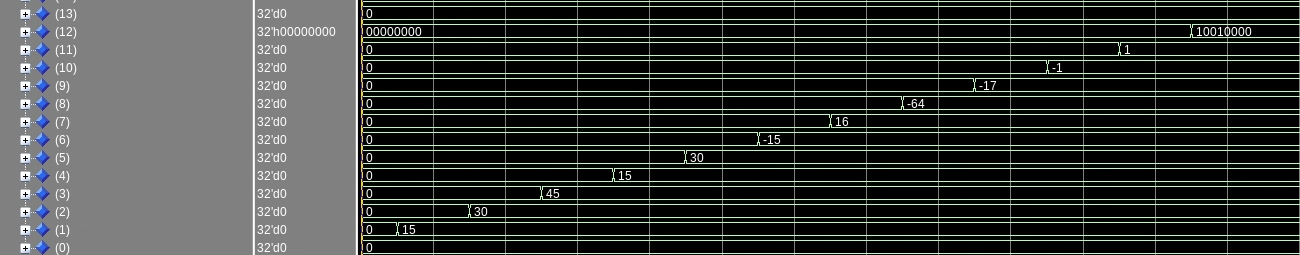 (13) 32'd0 0
(12) 32'h00000000 00000000 10010000
(11) 32'd0 0 1
(10) 32'd0 0 -1
(9) 32'd0 0 -17
(8) 32'd0 0 -64
(7) 32'd0 0 16
(6) 32'd0 0 -15
(5) 32'd0 0 30
(4) 32'd0 0 15
(3) 32'd0 0 45
(2) 32'd0 0 30
(1) 32'd0 0 15
(0) 32'd0 0